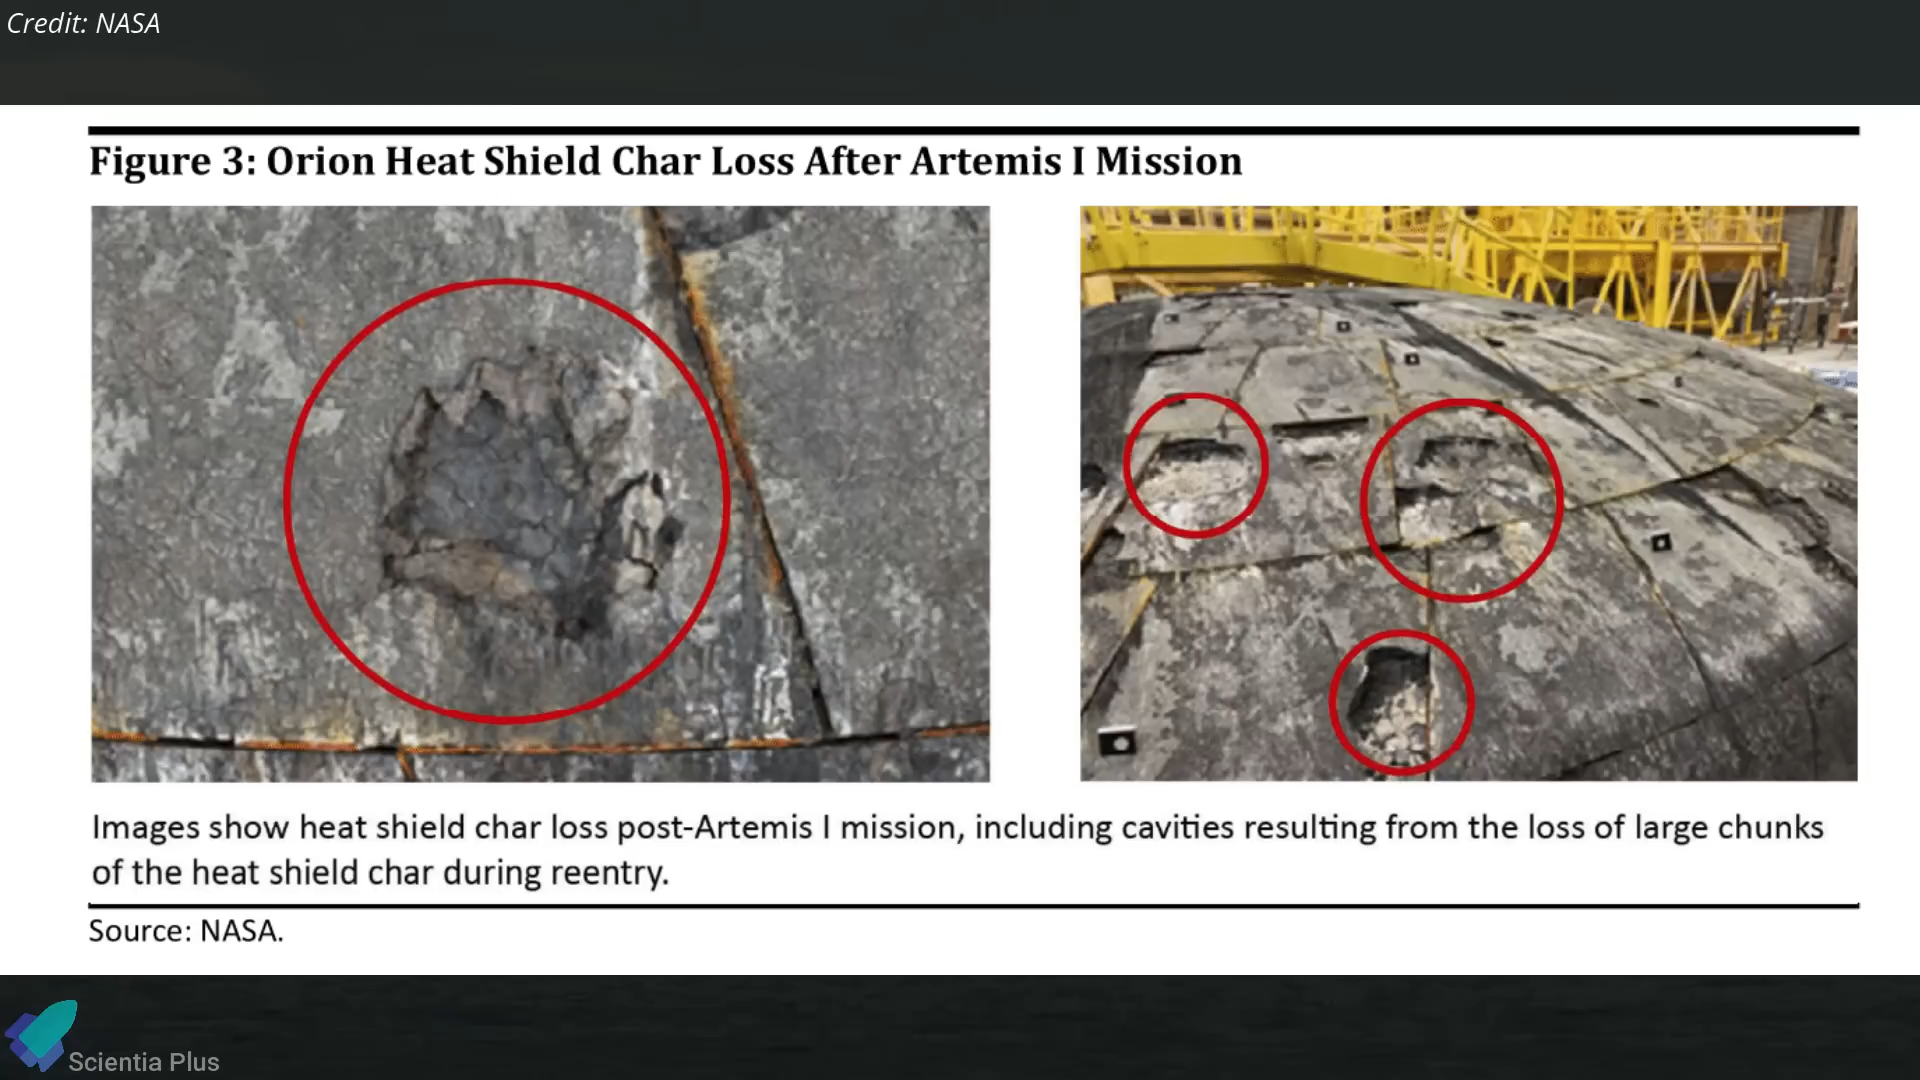 Credit: NASA
Figure 3: Orion Heat Shield Char Loss After Artemis I Mission
Images show heat shield char loss post-Artemis I mission, including cavities resulting from the loss of large chunks
of the heat shield char during reentry.
Source: NASA.
Scientia Plus